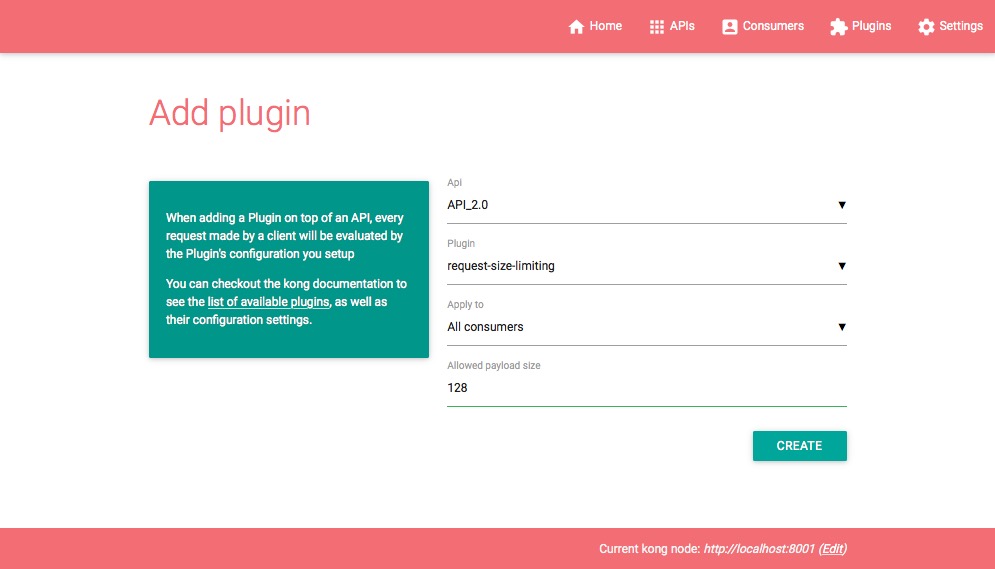 Home APIs Consumers Plugins Settings
Add plugin
When adding a Plugin on top of an API, every
request made by a client will be evaluated by
the Plugin's configuration you setup
You can checkout the kong documentation to
see the list of available plugins, as well as
their configuration settings.
Api
API_2.0
Plugin
request-size-limiting
Apply to
All consumers
Allowed payload size
128
CREATE
Current kong node: http://localhost:8001 (Edit)